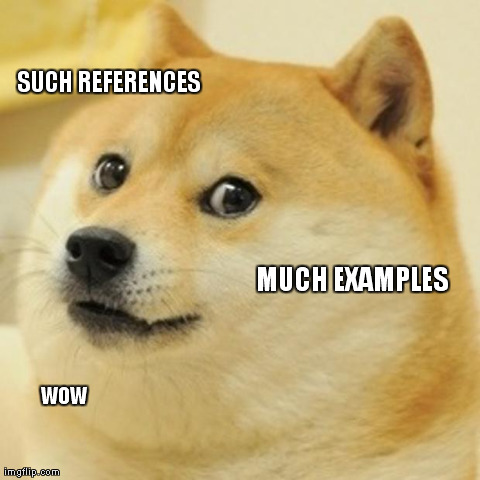 SUCH REFERENCES
MUCH EXAMPLES
WOW
imgflip.com